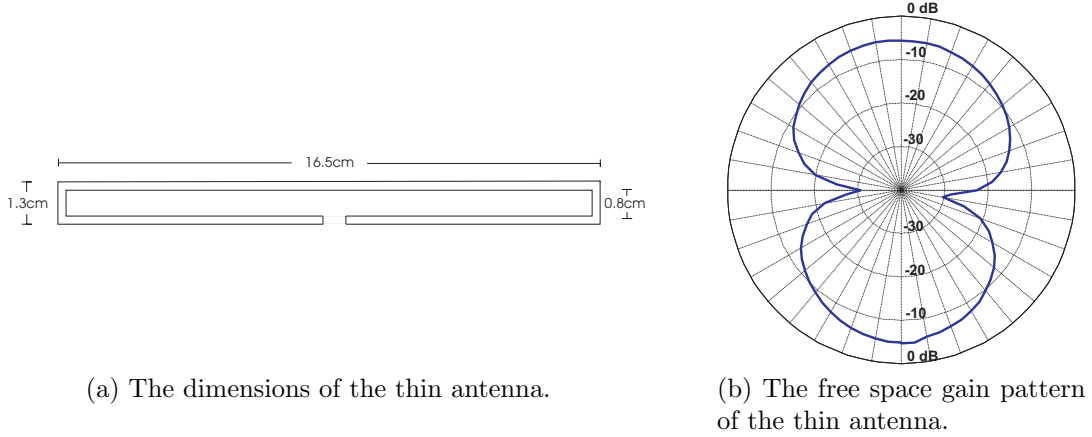 16.5cm
1.3cm
0.8cm
0 dB
-10
-20
-30
-30
-20
-10
0 dB
(a) The dimensions of the thin antenna.
(b) The free space gain pattern
of the thin antenna.